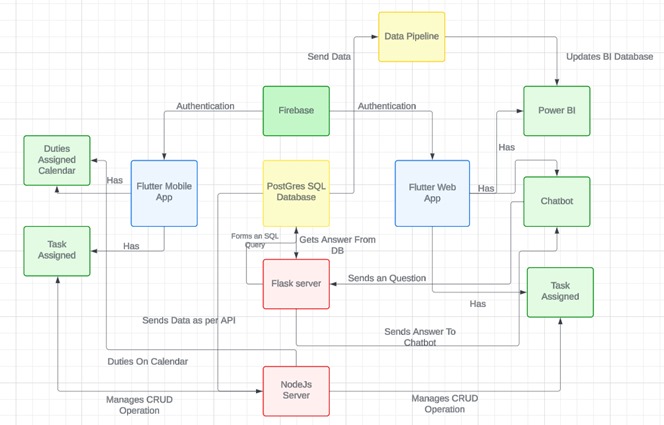 Data Pipeline
Send Data
Updates BI Database
Firebase
Authentication
Authentication
Power BI
Has
Duties
Assigned
Calendar
Has
Flutter Mobile
App
PostGres SQL
Database
Flutter Web
App
Has
Chatbot
Task
Assigned
Has
Forms an SQL
Query
Gets Answer From
DB
Flask server
Sends an Question
Task
Assigned
Has
Sends Data as per API
Sends Answer To
Chatbot
Duties On Calendar
NodeJs
Server
Manages CRUD
Operation
Manages CRUD
Operation